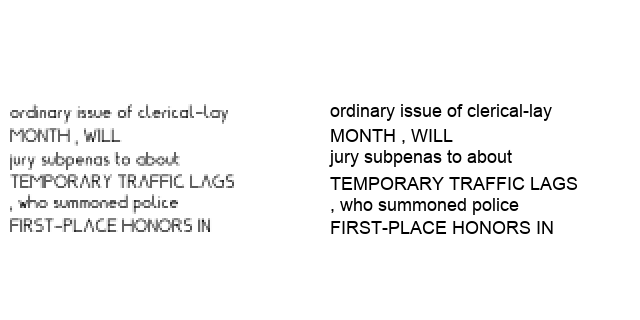 ordinary issue of clerical-lay
MONTH , WILL
jury subpenas to about
TEMPORARY TRAFFIC LAGS
, who summoned police
FIRST-PLACE HONORS IN
ordinary issue of clerical-lay
MONTH , WILL
jury subpenas to about
TEMPORARY TRAFFIC LAGS
, who summoned police
FIRST-PLACE HONORS IN